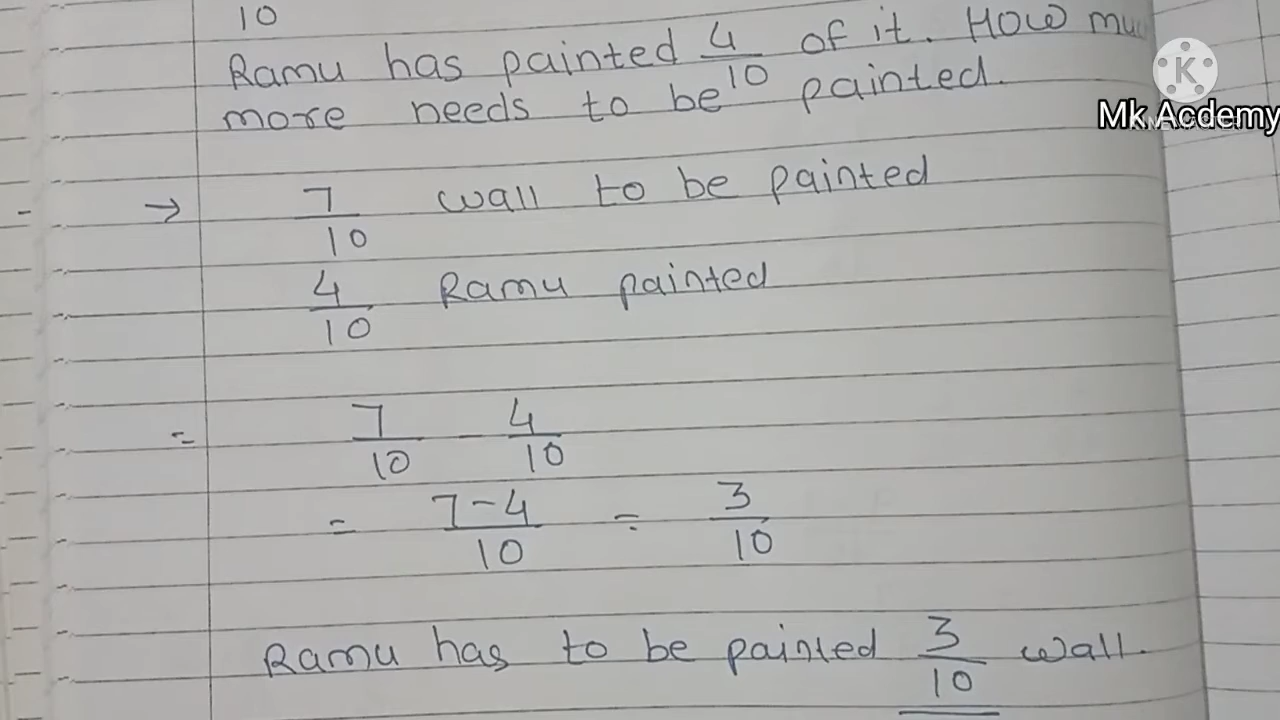 10
Ramu has painted 4/10 of it. How
more needs to be painted.
→ 7/10 wall to be painted
4/10 Ramu painted
= 7/10 - 4/10
= 7-4/10 = 3/10
Ramu has to be painted 3/10 wall.
K
Mk Acdemy